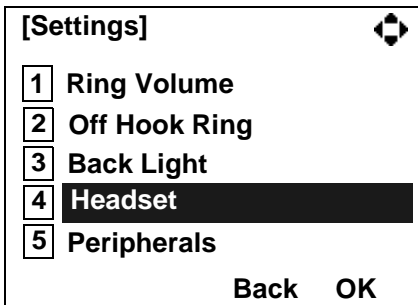 [Settings]
1 Ring Volume
2 Off Hook Ring
3 Back Light
4 Headset
5 Peripherals
Back OK